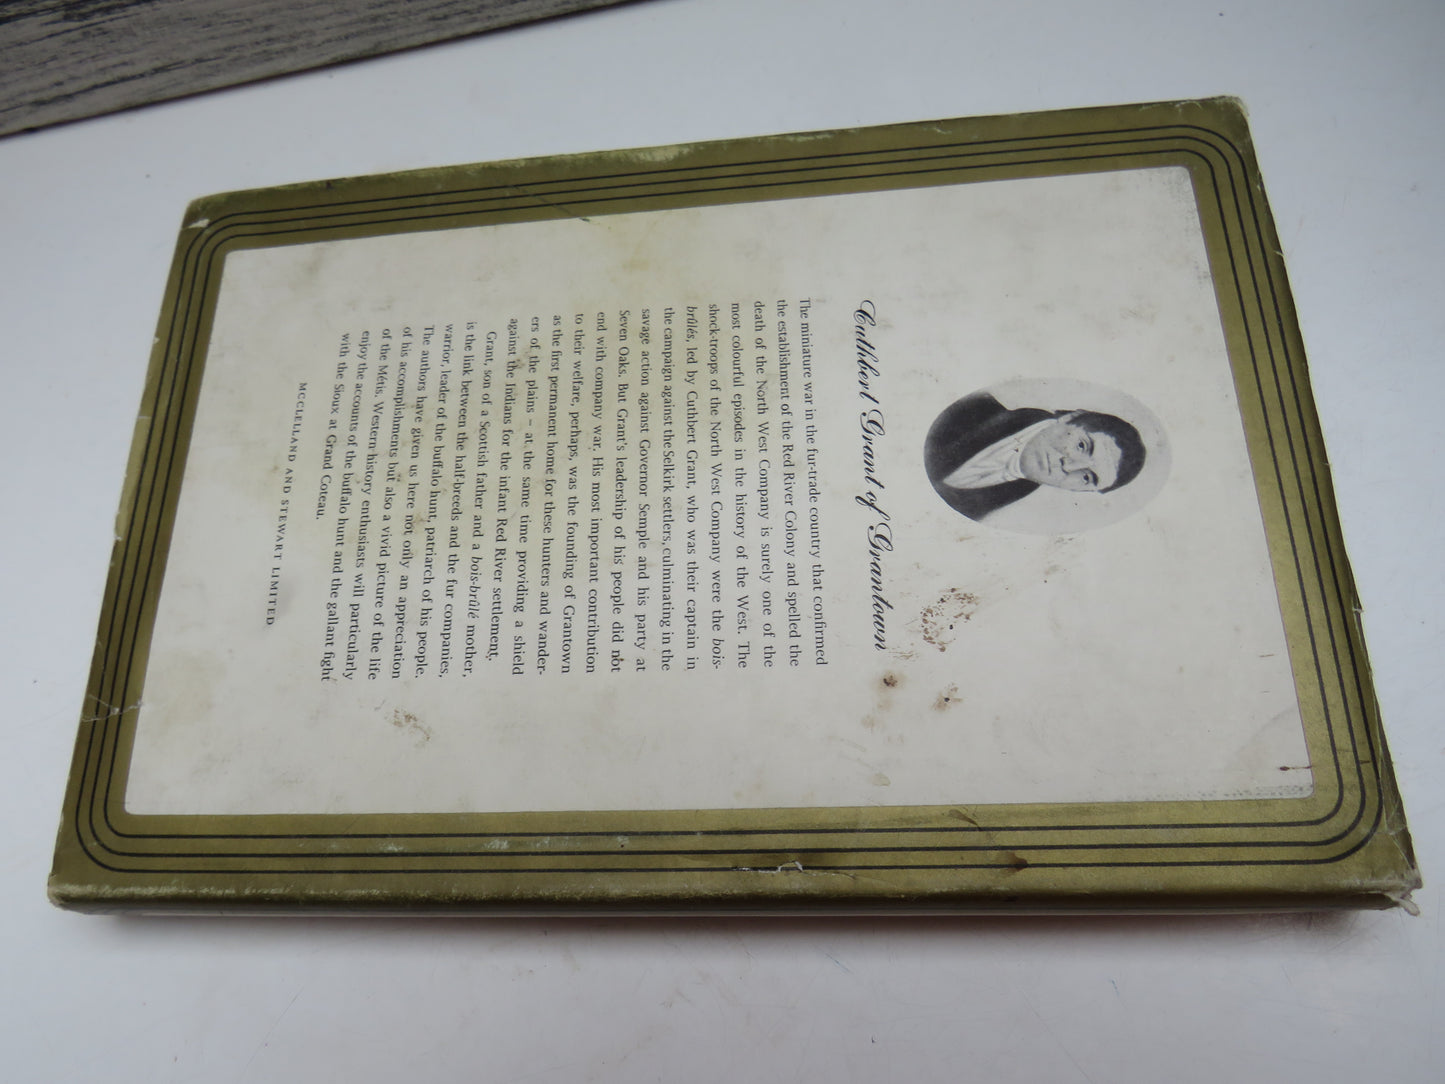 Cuthbert Grant of Grantown
The miniature war in the fur-trade country that confirmed
the establishment of the Red River Colony and spelled the
death of the North West Company is surely one of the
most colourful episodes in the history of the West. The
shock-troops of the North West Company were the bois-
brûlés, led by Cuthbert Grant, who was their captain in
the campaign against the Selkirk settlers, culminating in the
savage action against Governor Semple and his party at
Seven Oaks. But Grant's leadership of his people did not
end with company war. His most important contribution
to their welfare, perhaps, was the founding of Grantown
as the first permanent home for these hunters and wander-
ers of the plains – at the same time providing a shield
against the Indians for the infant Red River settlement.
Grant, son of a Scottish father and a bois-brûlé mother,
is the link between the half-breeds and the fur companies,
warrior, leader of the buffalo hunt, patriarch of his people.
The authors have given us here not only an appreciation
of his accomplishments but also a vivid picture of the life
of the Métis. Western-history enthusiasts will particularly
enjoy the accounts of the buffalo hunt and the gallant fight
with the Sioux at Grand Coteau.
MCCLELLAND AND STEWART LIMITED